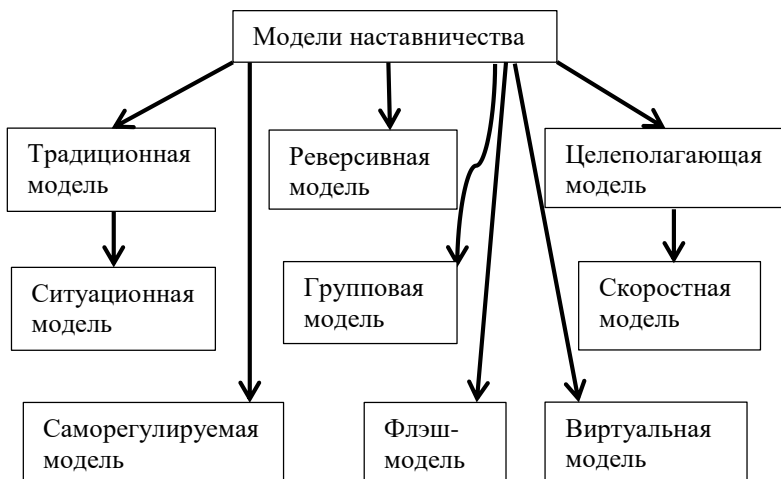 Модели наставничества
Традиционная
модель
Реверсивная
модель
Целеполагающая
модель
Ситуационная
модель
Групповая
модель
Скоростная
модель
Саморегулируемая
модель
Флэш-
модель
Виртуальная
модель